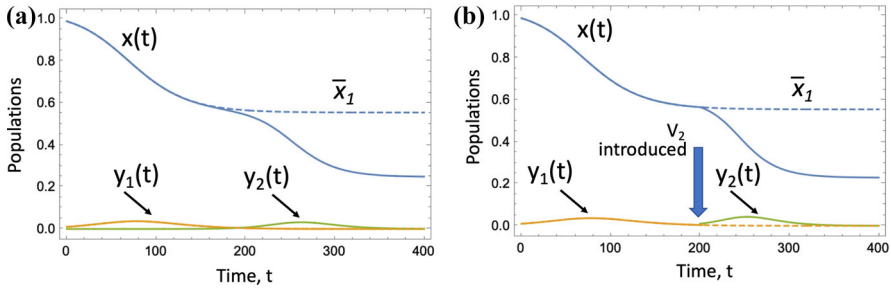 (a)
1.0
0.8
0.6
0.4
0.2
0.0
Populations
x(t)
x̅₁
y₁(t)
y₂(t)
0
100
200
300
400
Time, t
(b)
1.0
0.8
0.6
0.4
0.2
0.0
Populations
x(t)
x̅₁
V₂
introduced
y₁(t)
y₂(t)
0
100
200
300
400
Time, t